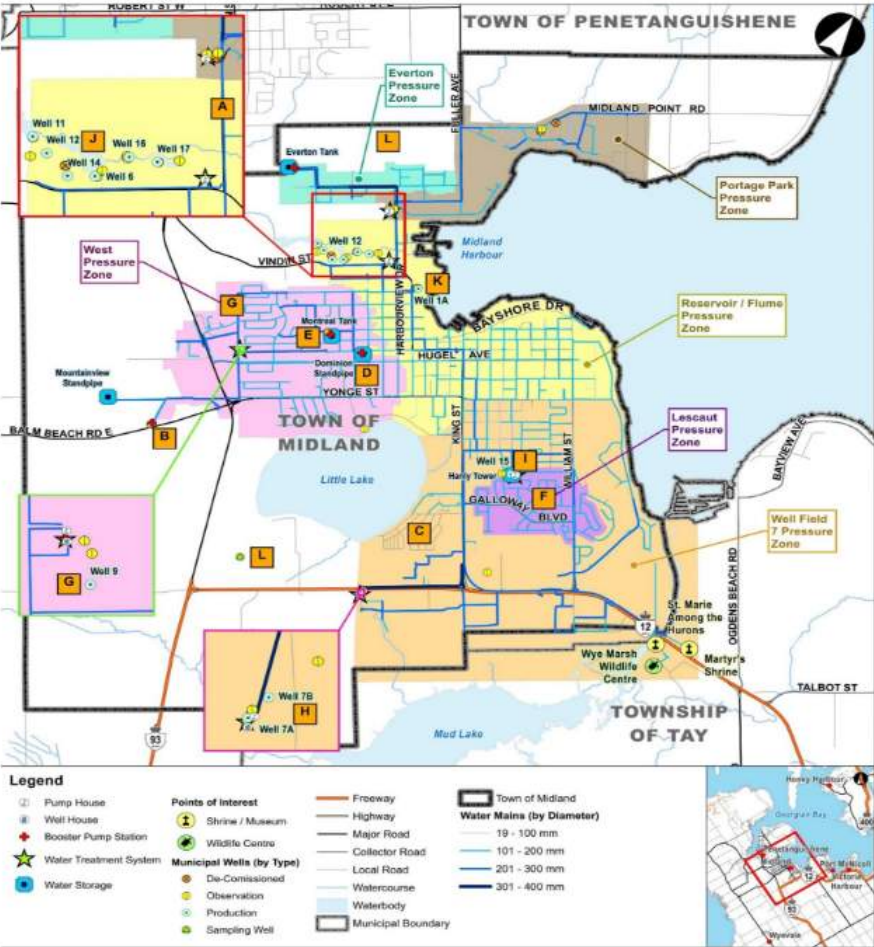 ROBERT ST W
TOWN OF PENETANGUISHENE
Everton
Pressure
Zone
FULLER AVE
MIDLAND POINT RD
A
Well 11
J
Well 12
Well 16
Well 17
Well 14
Well 6
L
Everton Tank
Portage Park
Pressure
Zone
West
Pressure
Zone
Well 12
VINDIN ST
Midland
Harbour
K
Well 1A
HARBOURVIEW DR
BAYSHORE DR
Reservoir / Flume
Pressure
Zone
G
Montreal Tank
E
HUGEL AVE
Dominion
Standpipe
D
Mountainview
Standpipe
YONGE ST
TOWN OF
MIDLAND
KING ST
WILLIAM ST
Lescaut
Pressure
Zone
BALM BEACH RD E
B
BAYVIEW AVE
Well 15
I
Hanly Tower
Little Lake
F
GALLOWAY
BLVD
C
Well Field
7 Pressure
Zone
OGDENS BEACH RD
L
G
Well 9
St. Marie
Among the
Hurons
12
Wye Marsh
Wildlife
Centre
Martyr's
Shrine
TALBOT ST
Well 7B
H
Well 7A
93
Mud Lake
TOWNSHIP
OF TAY
Legend
Pump House
Well House
Booster Pump Station
Water Treatment System
Water Storage
Points of Interest
Shrine / Museum
Wildlife Centre
Municipal Wells (by Type)
De-Comissioned
Observation
Production
Sampling Well
Freeway
Highway
Major Road
Collector Road
Local Road
Watercourse
Waterbody
Municipal Boundary
Town of Midland
Water Mains (by Diameter)
19 - 100 mm
101 - 200 mm
201 - 300 mm
301 - 400 mm
Honey Harbour
Georgian Bay
400
Penetanguishene
Midland
Port McNicoll
Victoria
Harbour
12
93
Wyevale